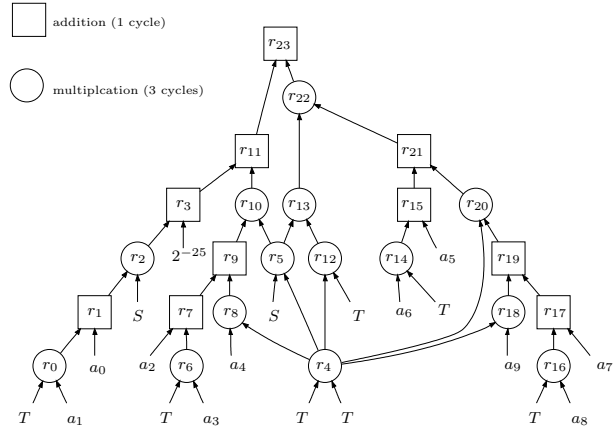 addition (1 cycle)
r23
multiplcation (3 cycles)
r22
r11 r21
r3 r10 r13 r15 r20
r2 2^{-25} r9 r5 r12 r14 a5 r19
r1 S r7 r8 S T a6 T r18 r17
r0 a0 a2 r6 a4 r4 a9 r16 a7
T a1 T a3 T T T a8